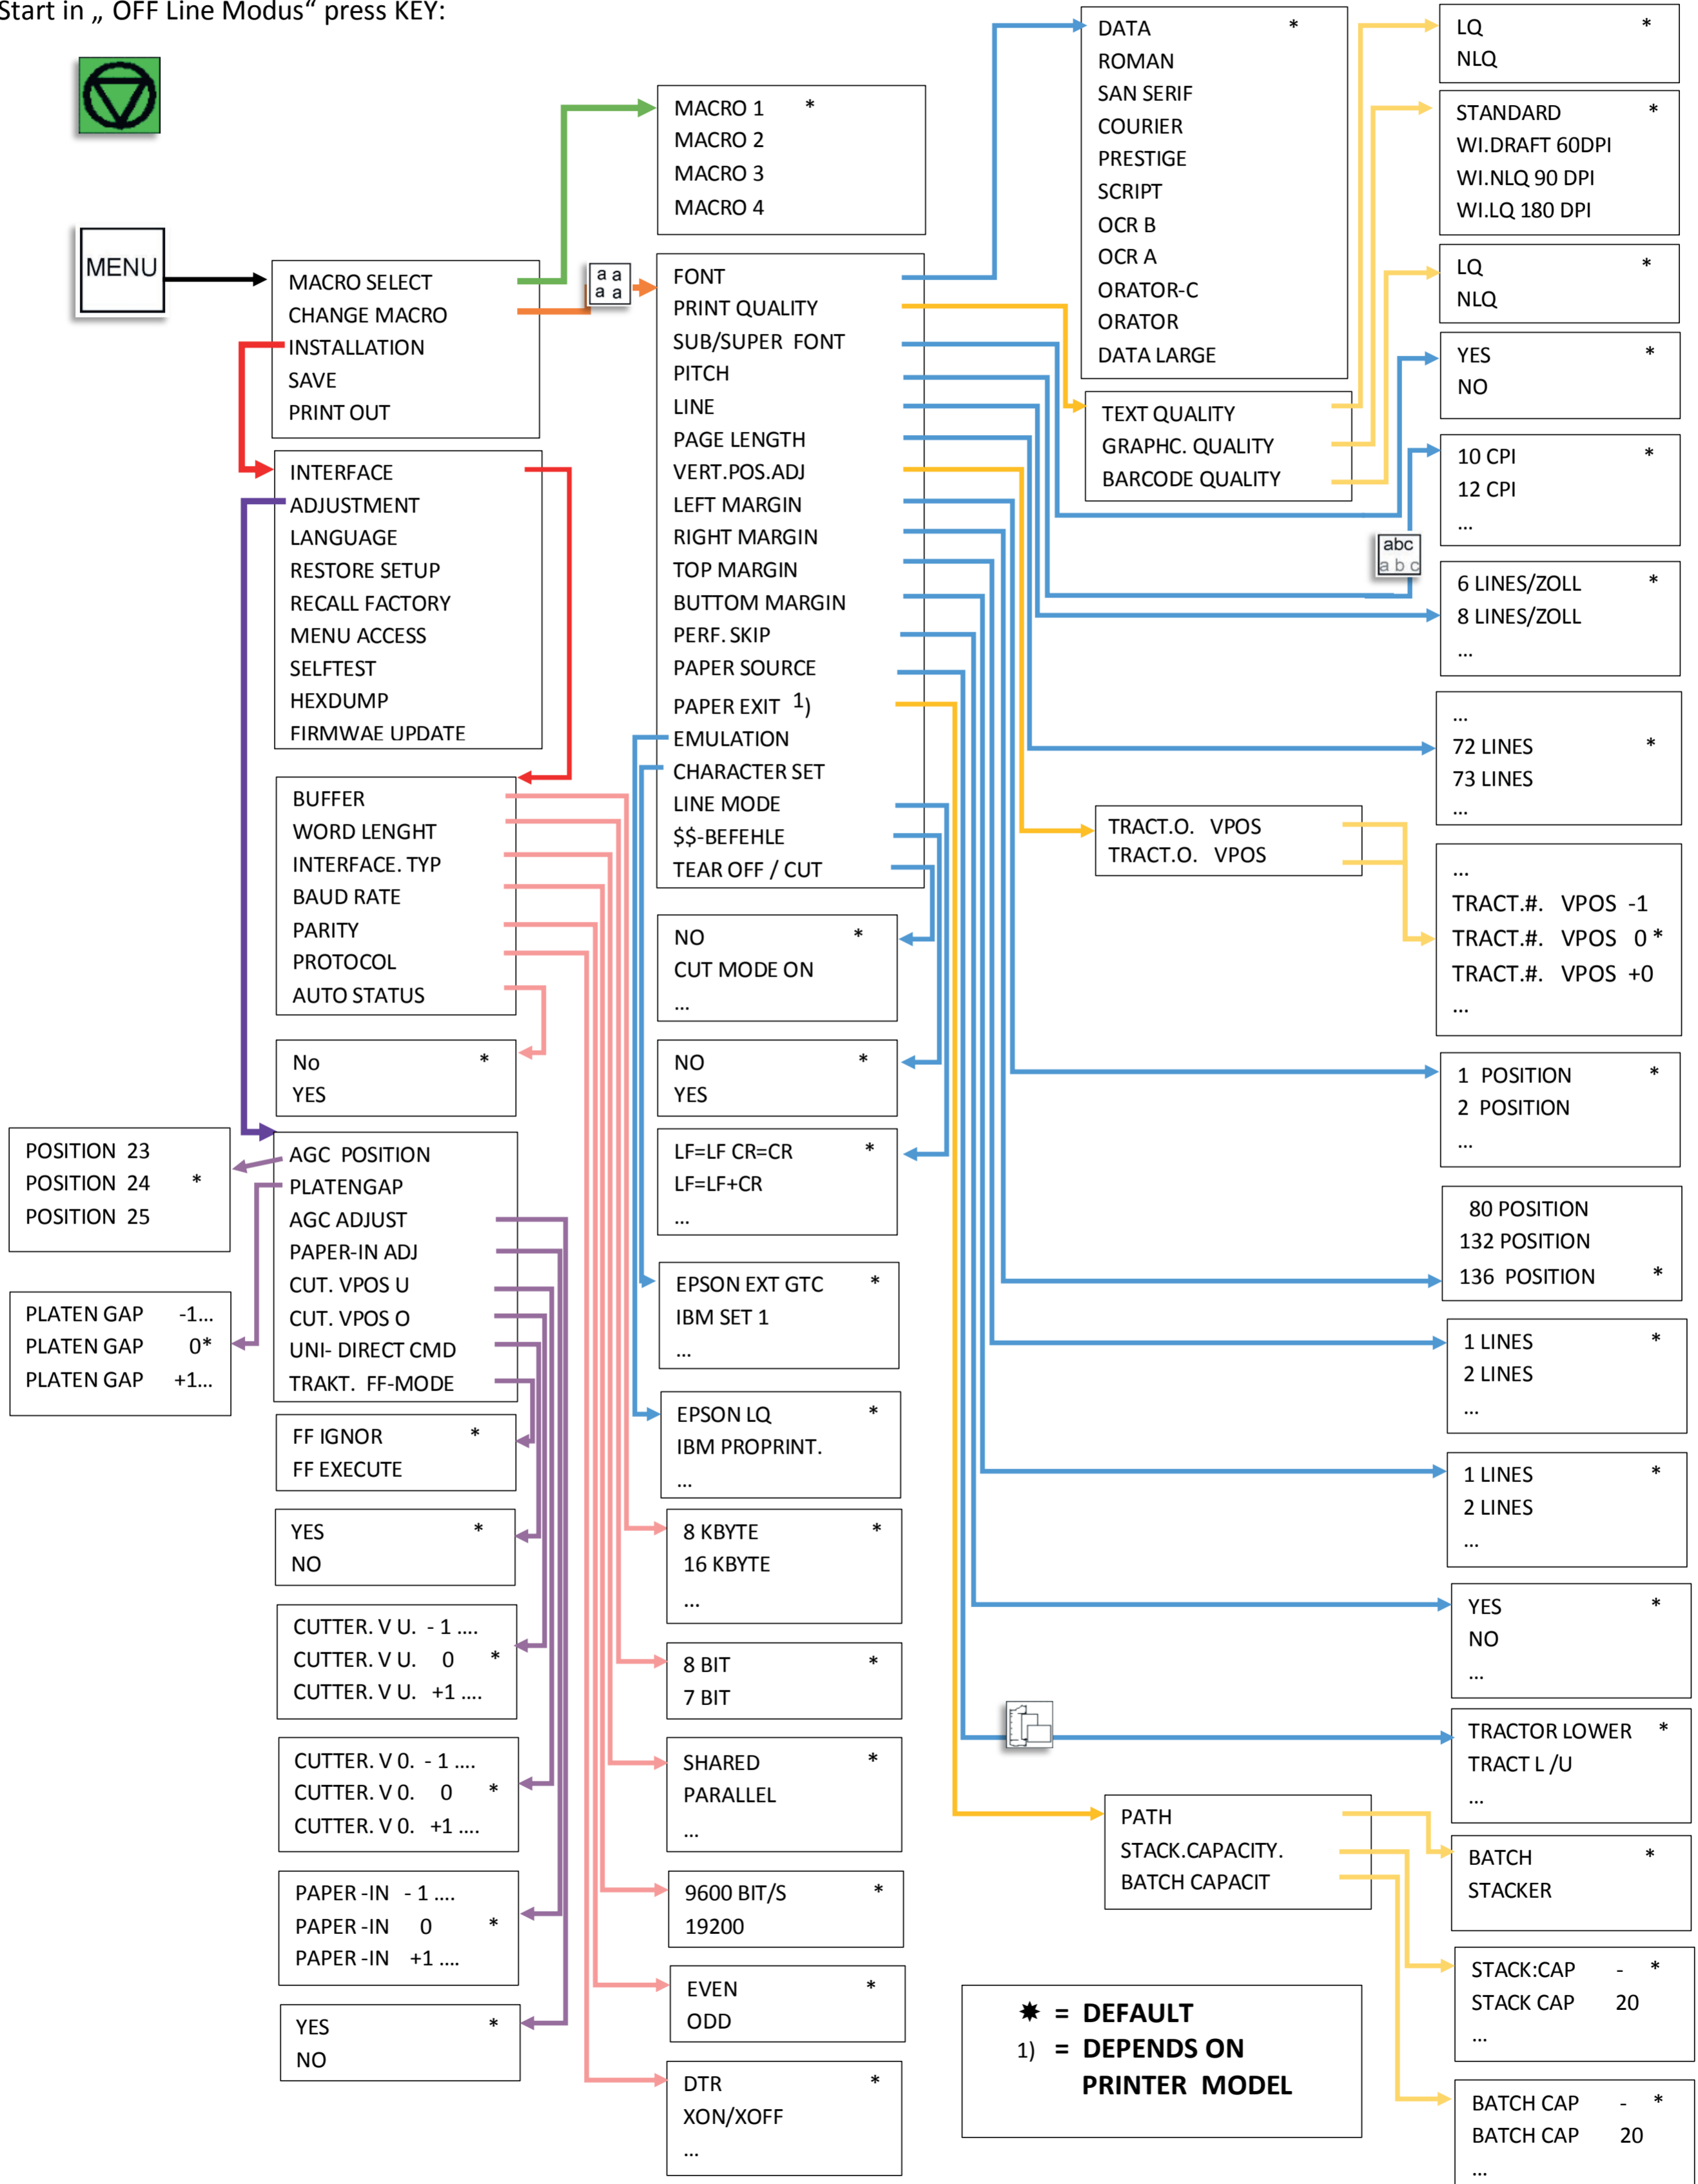 Start in „ OFF Line Modus“ press KEY:
MENU
MACRO SELECT
CHANGE MACRO
INSTALLATION
SAVE
PRINT OUT
INTERFACE
ADJUSTMENT
LANGUAGE
RESTORE SETUP
RECALL FACTORY
MENU ACCESS
SELFTEST
HEXDUMP
FIRMWAE UPDATE
BUFFER
WORD LENGHT
INTERFACE. TYP
BAUD RATE
PARITY
PROTOCOL
AUTO STATUS
No *
YES
POSITION 23
POSITION 24 *
POSITION 25
PLATEN GAP -1...
PLATEN GAP 0*
PLATEN GAP +1...
AGC POSITION
PLATENGAP
AGC ADJUST
PAPER-IN ADJ
CUT. VPOS U
CUT. VPOS O
UNI- DIRECT CMD
TRAKT. FF-MODE
FF IGNOR *
FF EXECUTE
YES *
NO
CUTTER. V U. - 1 ....
CUTTER. V U. 0 *
CUTTER. V U. +1 ....
CUTTER. V 0. - 1 ....
CUTTER. V 0. 0 *
CUTTER. V 0. +1 ....
PAPER -IN - 1 ....
PAPER -IN 0 *
PAPER -IN +1 ....
YES *
NO
MACRO 1 *
MACRO 2
MACRO 3
MACRO 4
a a
a a
FONT
PRINT QUALITY
SUB/SUPER FONT
PITCH
LINE
PAGE LENGTH
VERT.POS.ADJ
LEFT MARGIN
RIGHT MARGIN
TOP MARGIN
BUTTOM MARGIN
PERF. SKIP
PAPER SOURCE
PAPER EXIT 1)
EMULATION
CHARACTER SET
LINE MODE
$$-BEFEHLE
TEAR OFF / CUT
NO *
CUT MODE ON
...
NO *
YES
LF=LF CR=CR *
LF=LF+CR
...
EPSON EXT GTC *
IBM SET 1
...
EPSON LQ *
IBM PROPRINT.
...
8 KBYTE *
16 KBYTE
...
8 BIT *
7 BIT
SHARED *
PARALLEL
...
9600 BIT/S *
19200
EVEN *
ODD
DTR *
XON/XOFF
...
DATA *
ROMAN
SAN SERIF
COURIER
PRESTIGE
SCRIPT
OCR B
OCR A
ORATOR-C
ORATOR
DATA LARGE
TEXT QUALITY
GRAPHC. QUALITY
BARCODE QUALITY
abc
a b c
TRACT.O. VPOS
TRACT.O. VPOS
PATH
STACK.CAPACITY.
BATCH CAPACIT
✷ = DEFAULT
1) = DEPENDS ON
PRINTER MODEL
LQ *
NLQ
STANDARD *
WI.DRAFT 60DPI
WI.NLQ 90 DPI
WI.LQ 180 DPI
LQ *
NLQ
YES *
NO
10 CPI *
12 CPI
...
6 LINES/ZOLL *
8 LINES/ZOLL
...
...
72 LINES *
73 LINES
...
...
TRACT.#. VPOS -1
TRACT.#. VPOS 0 *
TRACT.#. VPOS +0
...
1 POSITION *
2 POSITION
...
80 POSITION
132 POSITION
136 POSITION *
1 LINES *
2 LINES
...
1 LINES *
2 LINES
...
YES *
NO
...
TRACTOR LOWER *
TRACT L /U
...
BATCH *
STACKER
STACK:CAP - *
STACK CAP 20
...
BATCH CAP - *
BATCH CAP 20
...